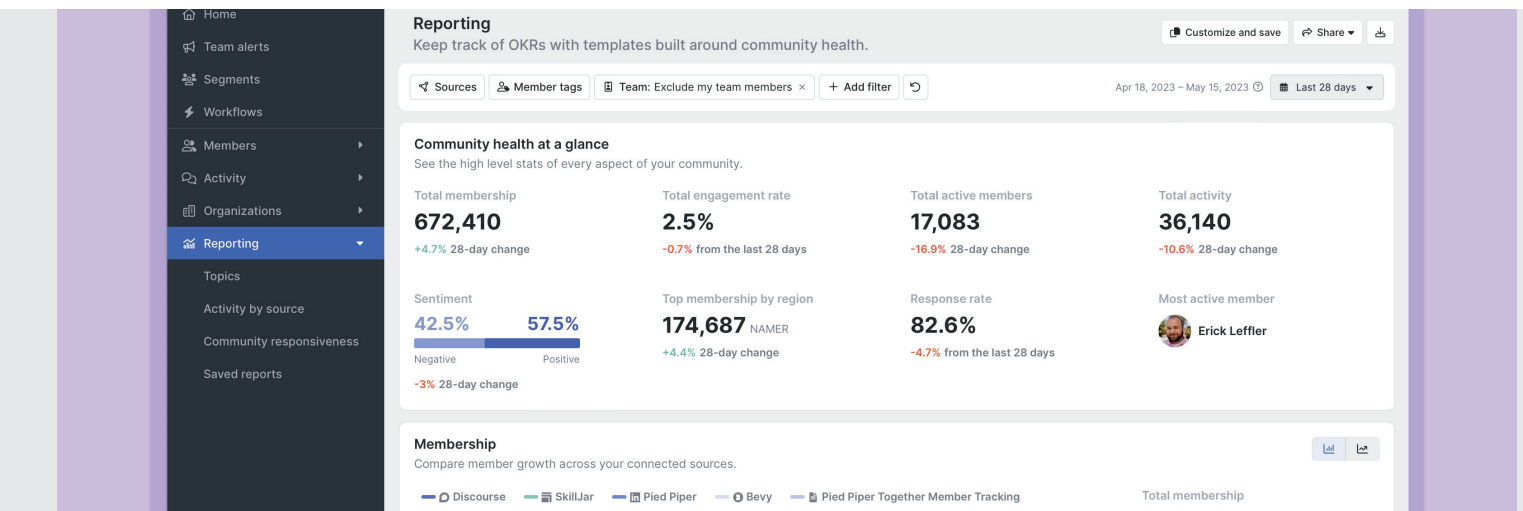 Home
Team alerts
Segments
Workflows
Members
Activity
Organizations
Reporting
Topics
Activity by source
Community responsiveness
Saved reports
Reporting
Keep track of OKRs with templates built around community health.
Customize and save
Share
Sources
Member tags
Team: Exclude my team members ×
+ Add filter
Apr 18, 2023 – May 15, 2023
Last 28 days
Community health at a glance
See the high level stats of every aspect of your community.
Total membership
672,410
+4.7% 28-day change
Total engagement rate
2.5%
-0.7% from the last 28 days
Total active members
17,083
-16.9% 28-day change
Total activity
36,140
-10.6% 28-day change
Sentiment
42.5% 57.5%
Negative Positive
-3% 28-day change
Top membership by region
174,687 NAMER
+4.4% 28-day change
Response rate
82.6%
-4.7% from the last 28 days
Most active member
Erick Leffler
Membership
Compare member growth across your connected sources.
Discourse SkillJar Pied Piper Bevy Pied Piper Together Member Tracking
Total membership